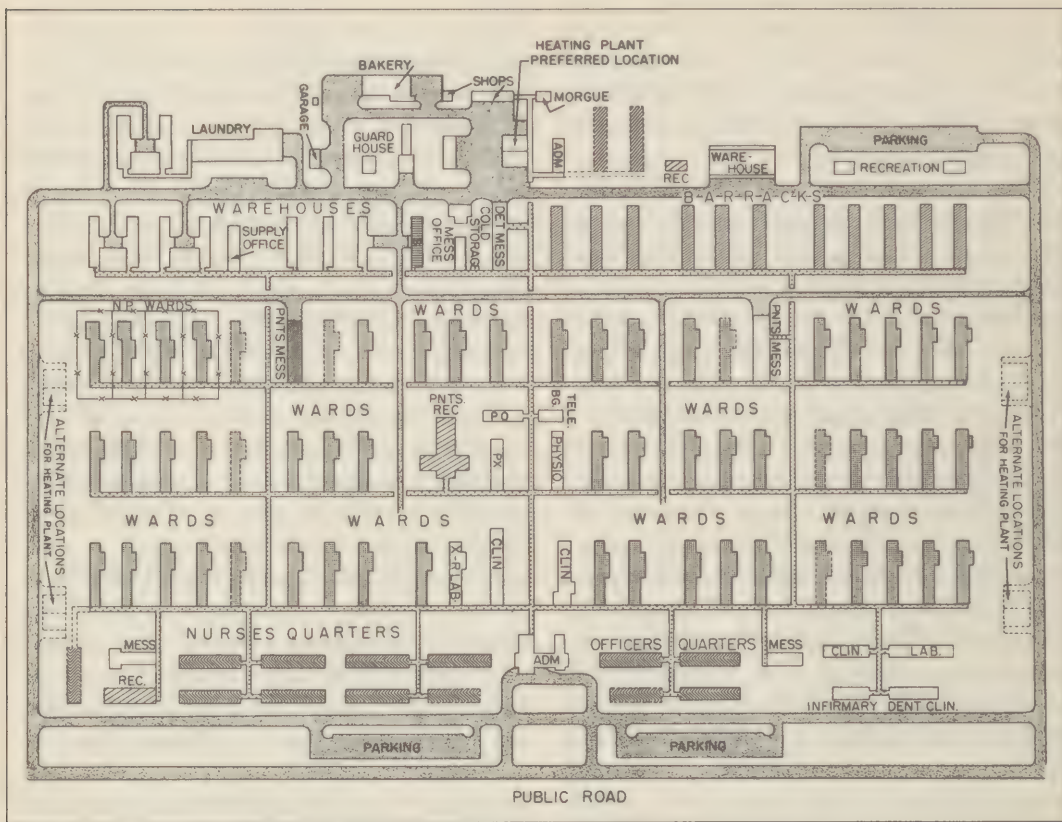 HEATING PLANT
PREFERRED LOCATION
BAKERY
SHOPS
GARAGE
MORGUE
LAUNDRY
GUARD
HOUSE
ADM.
REC
WARE-
HOUSE
PARKING
RECREATION
B-A-R-R-A-C-K-S
WAREHOUSES
SUPPLY
OFFICE
MESS
OFFICE
COLD
STORAGE
DET MESS
N.P. WARDS
PNTS MESS
WARDS
PNTS MESS
WARDS
ALTERNATE LOCATIONS
FOR HEATING PLANT
WARDS
PNTS.
REC
PO
TELE.
BG.
PX
PHYSIO.
WARDS
ALTERNATE LOCATIONS
FOR HEATING PLANT
WARDS
WARDS
WARDS
WARDS
X-R LAB.
CLIN
CLIN
NURSES QUARTERS
MESS
REC.
ADM
OFFICERS QUARTERS
MESS
CLIN.
LAB.
INFIRMARY DENT CLIN.
PARKING
PARKING
PUBLIC ROAD